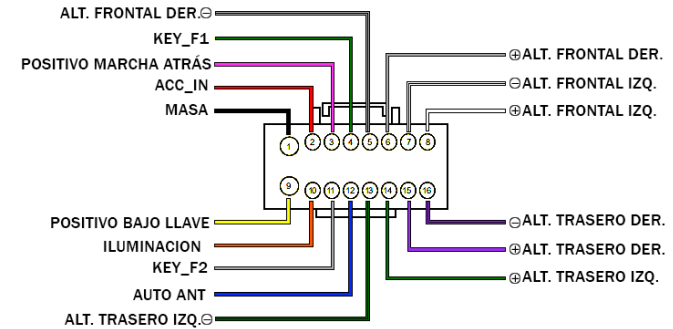 ALT. FRONTAL DER.⊖
KEY_F1
POSITIVO MARCHA ATRÁS
ACC_IN
MASA
⊕ALT. FRONTAL DER.
⊖ALT. FRONTAL IZQ.
⊕ALT. FRONTAL IZQ.
1 2 3 4 5 6 7 8
9 10 11 12 13 14 15 16
POSITIVO BAJO LLAVE
ILUMINACION
KEY_F2
AUTO ANT
ALT. TRASERO IZQ.⊖
⊖ALT. TRASERO DER.
⊕ALT. TRASERO DER.
⊕ALT. TRASERO IZQ.